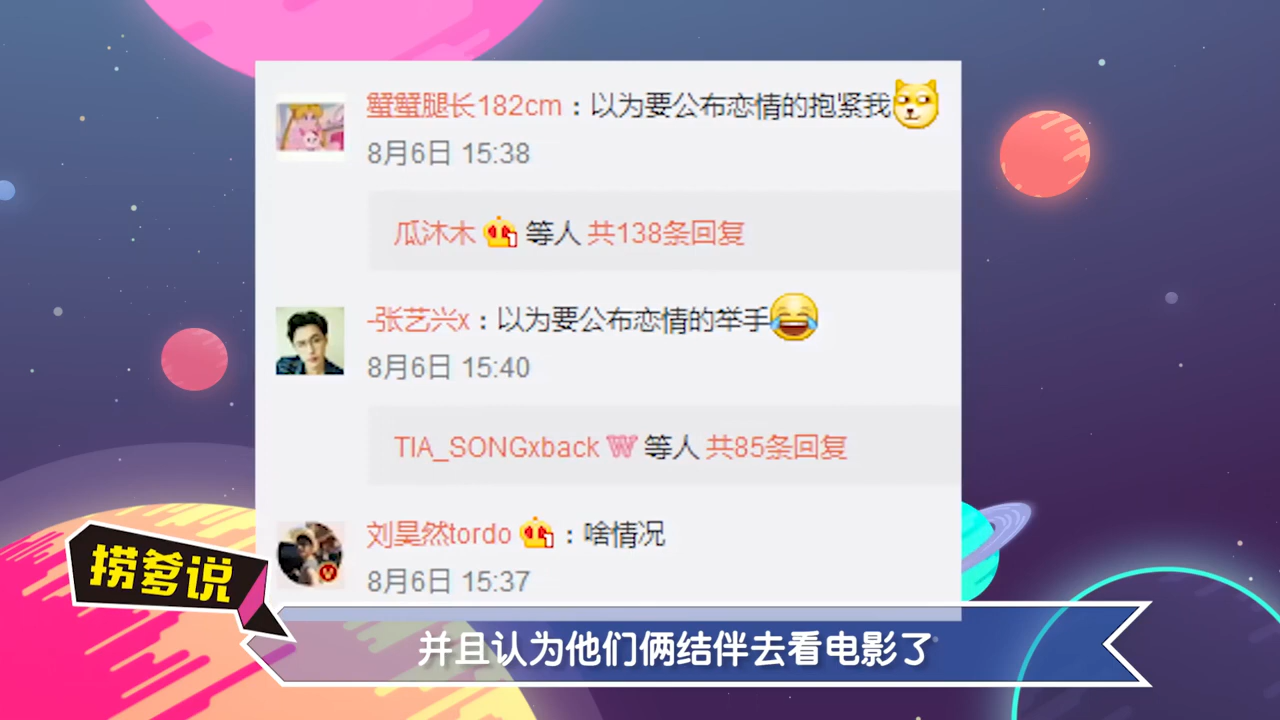 蟹蟹腿长182cm：以为要公布恋情的抱紧我
8月6日 15:38
瓜沐木 等人 共138条回复
-张艺兴x：以为要公布恋情的举手
8月6日 15:40
TIA_SONGxback 等人 共85条回复
刘昊然tordo ：啥情况
8月6日 15:37
捞爹说
并且认为他们俩结伴去看电影了